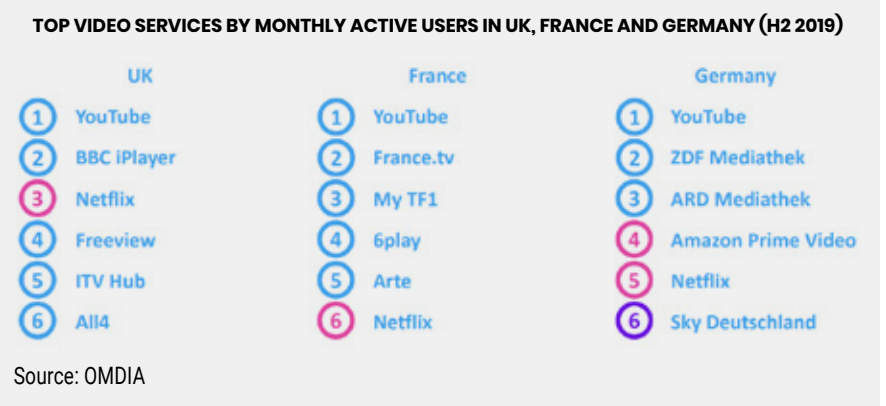 TOP VIDEO SERVICES BY MONTHLY ACTIVE USERS IN UK, FRANCE AND GERMANY (H2 2019)
UK
1 YouTube
2 BBC iPlayer
3 Netflix
4 Freeview
5 ITV Hub
6 All4
France
1 YouTube
2 France.tv
3 My TF1
4 6play
5 Arte
6 Netflix
Germany
1 YouTube
2 ZDF Mediathek
3 ARD Mediathek
4 Amazon Prime Video
5 Netflix
6 Sky Deutschland
Source: OMDIA